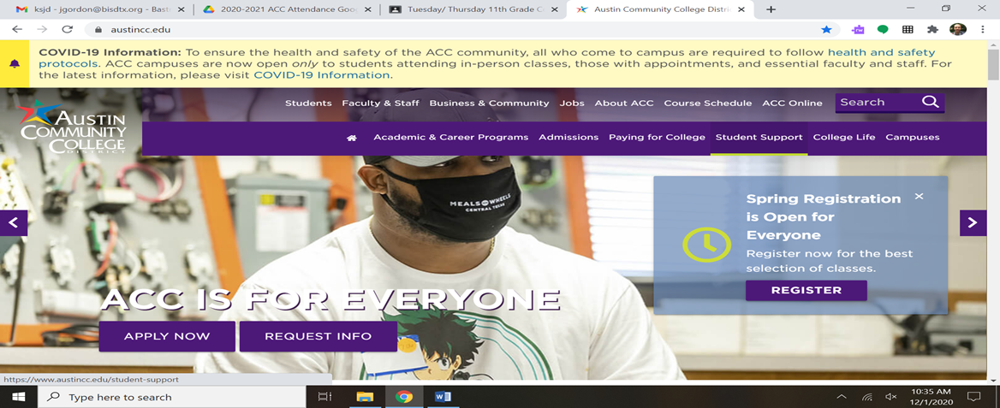 ksjd - jgordon@bisdtx.org - Bast
2020-2021 ACC Attendance Goog
Tuesday/ Thursday 11th Grade C
Austin Community College Distri
austincc.edu
COVID-19 Information: To ensure the health and safety of the ACC community, all who come to campus are required to follow health and safety
protocols. ACC campuses are now open only to students attending in-person classes, those with appointments, and essential faculty and staff. For
the latest information, please visit COVID-19 Information.
Students Faculty & Staff Business & Community Jobs About ACC Course Schedule ACC Online Search
AUSTIN
COMMUNITY
COLLEGE
DISTRICT
Academic & Career Programs Admissions Paying for College Student Support College Life Campuses
MEALS ON WHEELS
CENTRAL TEXAS
Spring Registration
is Open for
Everyone
Register now for the best
selection of classes.
REGISTER
ACC IS FOR EVERYONE
APPLY NOW REQUEST INFO
https://www.austincc.edu/student-support
Type here to search
10:35 AM
12/1/2020